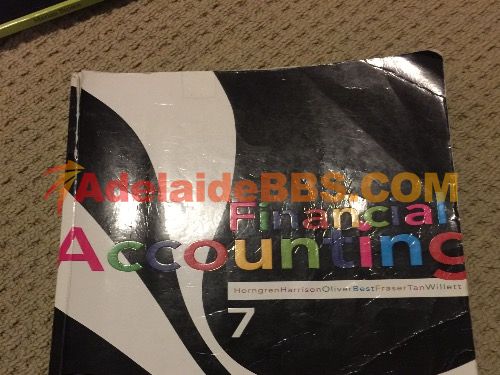 AdelaideBBS.COM
Financial
Accounting
HorngrenHarrisonOliverBestFraserTanWillett
7